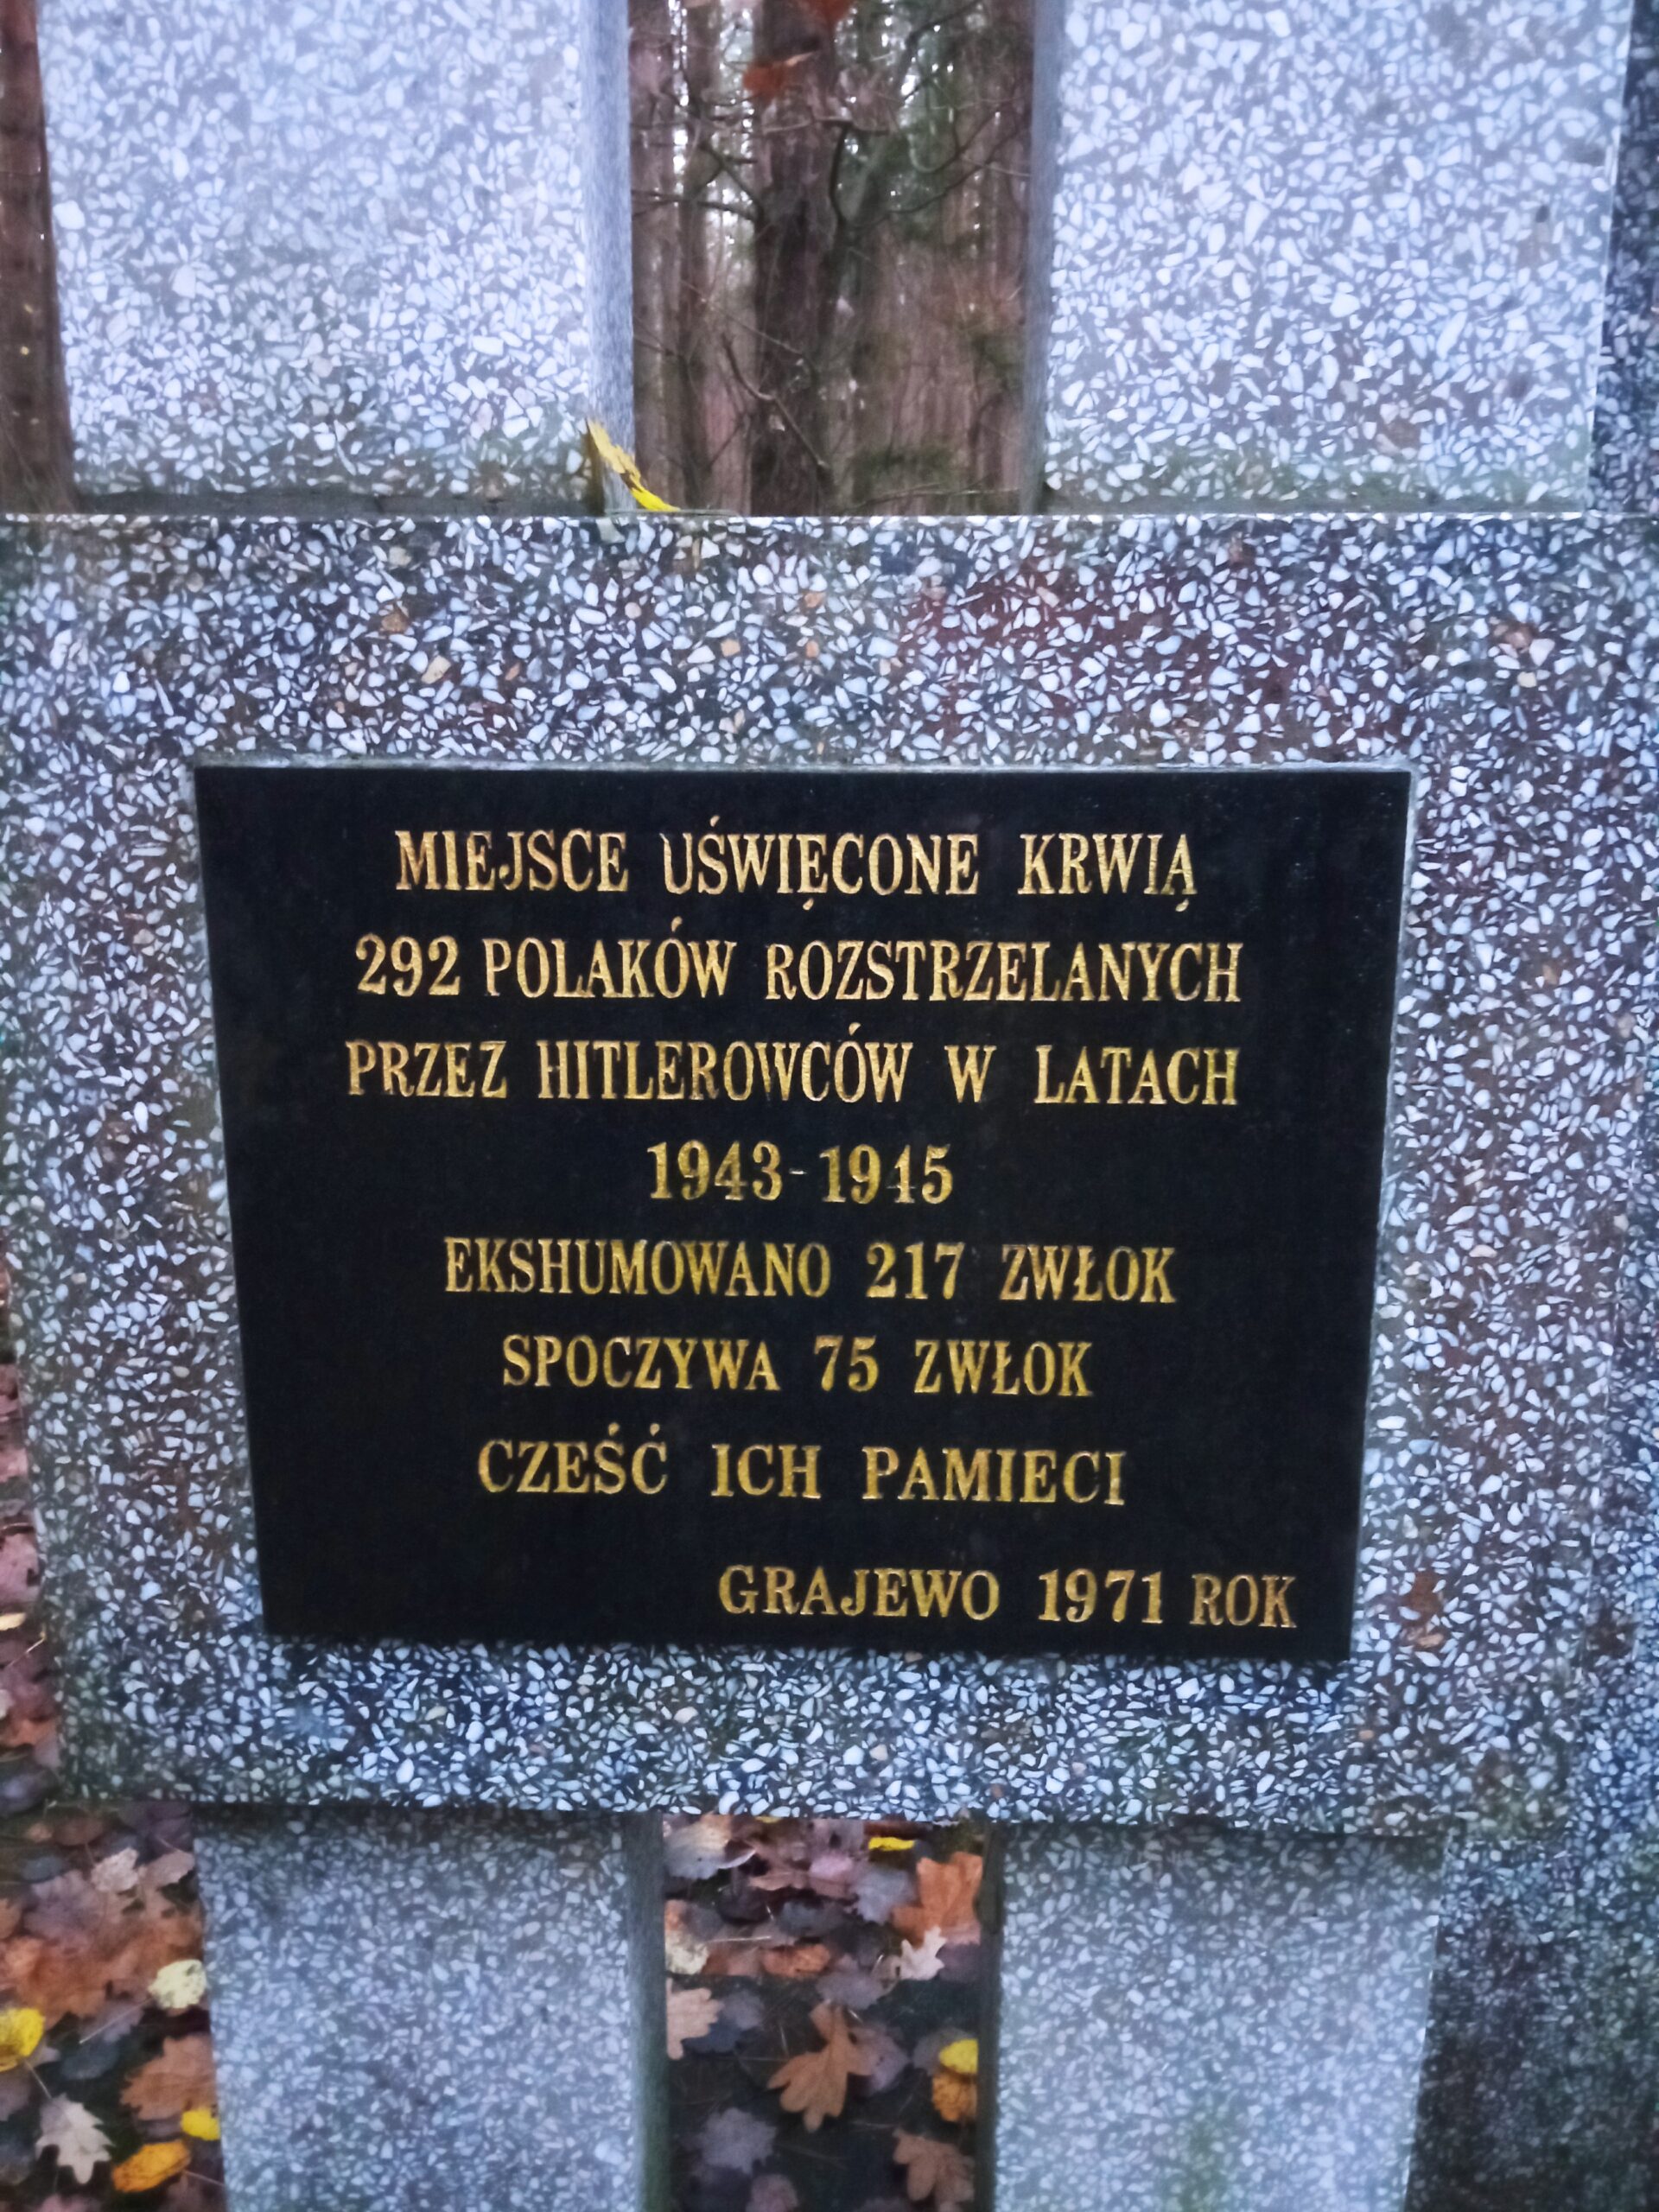 MIEJSCE UŚWIĘCONE KRWIĄ
292 POLAKÓW ROZSTRZELANYCH
PRZEZ HITLEROWCÓW W LATACH
1943-1945
EKSHUMOWANO 217 ZWŁOK
SPOCZYWA 75 ZWŁOK
CZEŚĆ ICH PAMIECI
GRAJEWO 1971 ROK